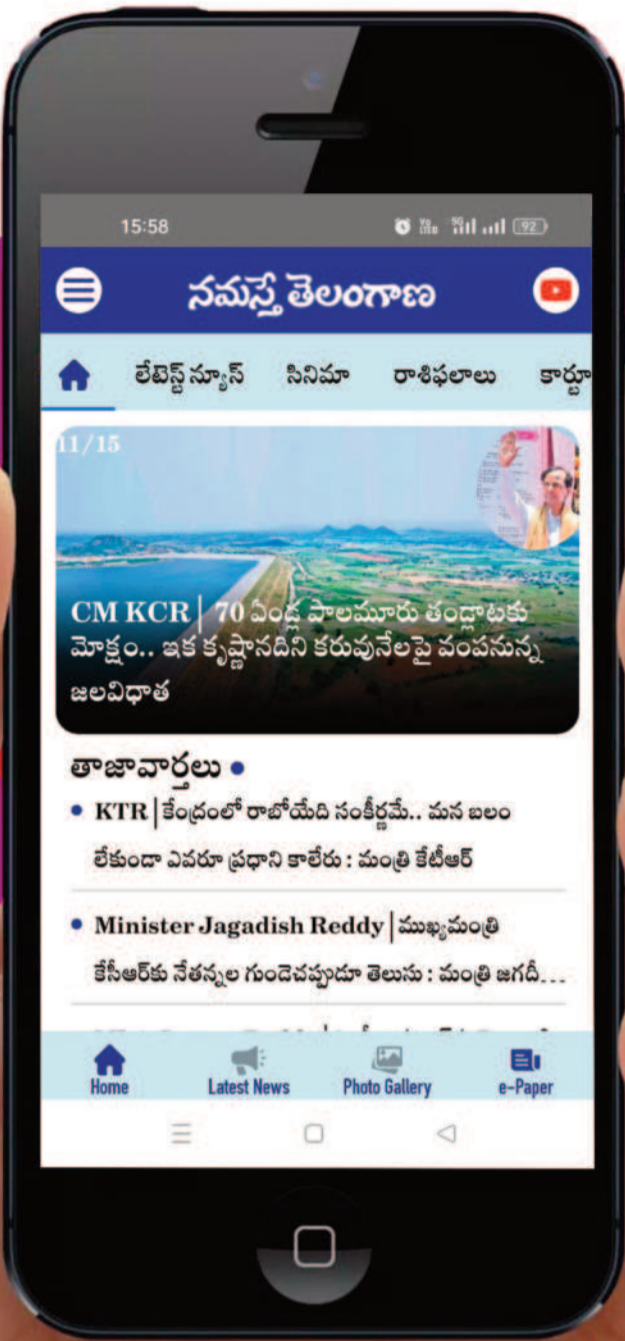 15:58
92
నమస్తే తెలంగాణ
లేటెస్ట్ న్యూస్ సినిమా రాశిఫలాలు కార్టూ
11/15
CM KCR | 70 ఏండ్ల పాలమూరు తండ్లాటకు
మోక్షం.. ఇక కృష్ణానదిని కరువునేలపై వంపనున్న
జలవిధాత
తాజావార్తలు
KTR | కేంద్రంలో రాబోయేది సంకీర్ణమే.. మన బలం
లేకుండా ఎవరూ ప్రధాని కాలేరు : మంత్రి కేటీఆర్
Minister Jagadish Reddy | ముఖ్యమంత్రి
కేసీఆర్‌కు నేతన్నల గుండెచప్పుడూ తెలుసు : మంత్రి జగదీ...
Home Latest News Photo Gallery e-Paper